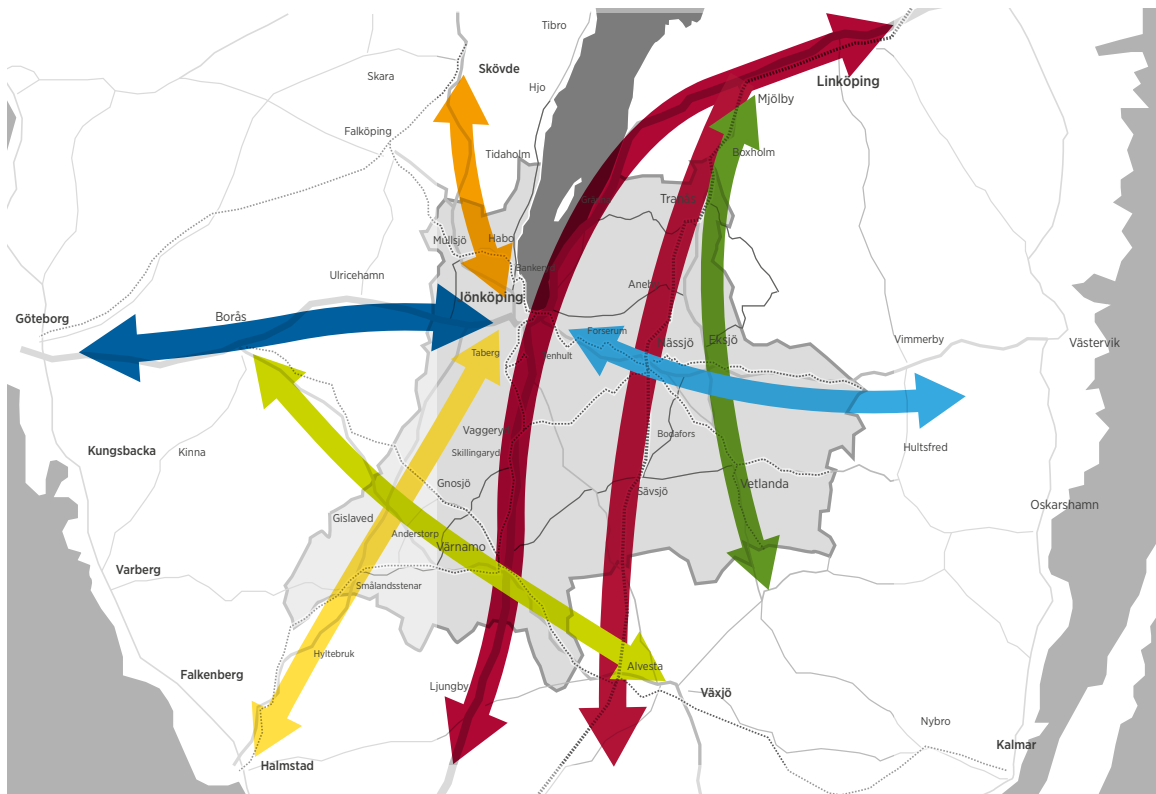 Tibro
Skövde
Skara
Hjo
Linköping
Mjölby
Falköping
Tidaholm
Boxholm
Tranås
Gränna
Mullsjö
Habo
Bankeryd
Ulricehamn
Aneby
Jönköping
Göteborg
Borås
Forserum
Vimmerby
Västervik
Nässjö
Eksjö
Taberg
Tenhult
Vaggeryd
Bodafors
Kungsbacka
Kinna
Skillingaryd
Hultsfred
Gnosjö
Sävsjö
Vetlanda
Oskarshamn
Gislaved
Anderstorp
Värnamo
Varberg
Smålandsstenar
Hyltebruk
Alvesta
Falkenberg
Ljungby
Växjö
Nybro
Kalmar
Halmstad